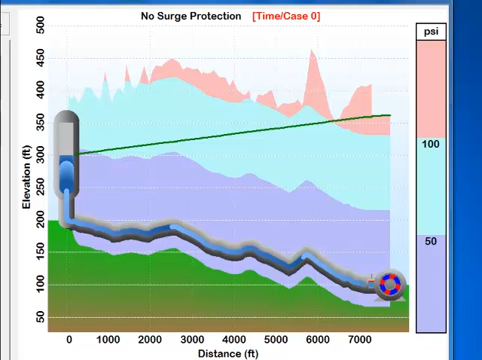 No Surge Protection [Time/Case 0]
psi
500
450
400
350
300
250
200
150
100
50
Elevation (ft)
100
50
0 1000 2000 3000 4000 5000 6000 7000
Distance (ft)